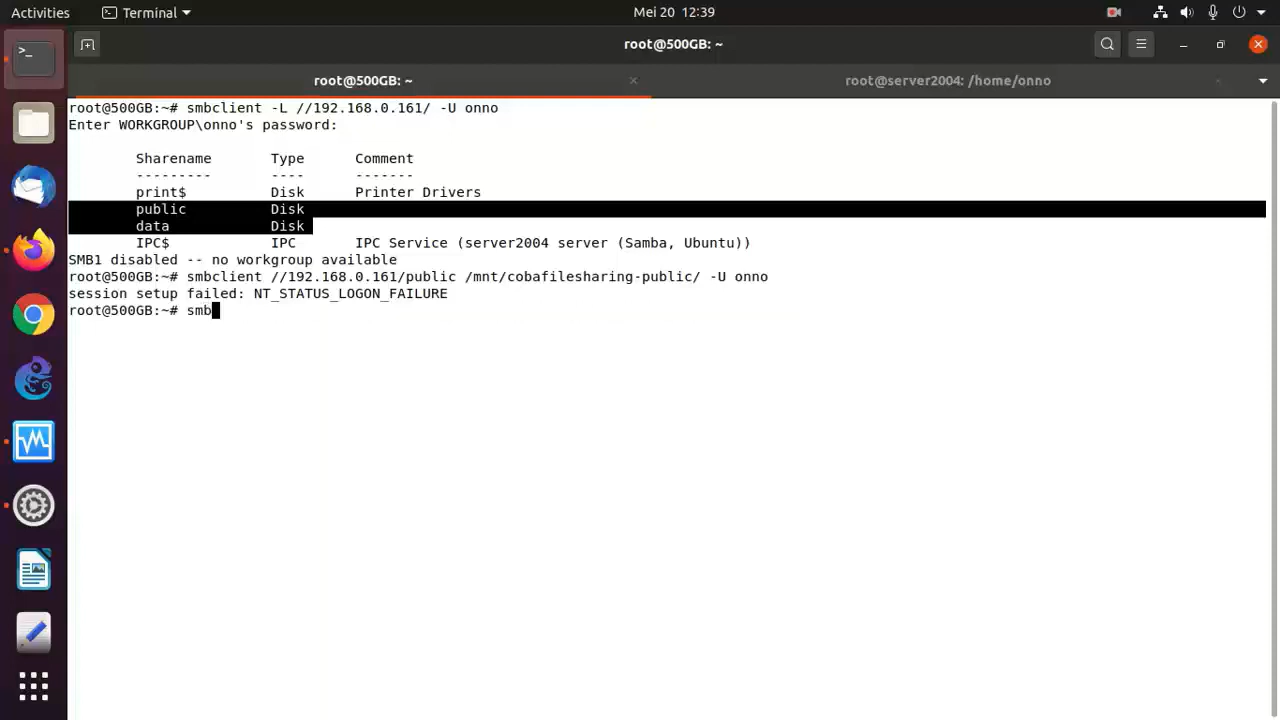 Activities Terminal Mei 20 12:39
root@500GB: ~
root@500GB: ~ root@server2004: /home/onno
root@500GB:~# smbclient -L //192.168.0.161/ -U onno
Enter WORKGROUP\onno's password:
Sharename Type Comment
--------- ---- -------
print$ Disk Printer Drivers
public Disk
data Disk
IPC$ IPC IPC Service (server2004 server (Samba, Ubuntu))
SMB1 disabled -- no workgroup available
root@500GB:~# smbclient //192.168.0.161/public /mnt/cobafilesharing-public/ -U onno
session setup failed: NT_STATUS_LOGON_FAILURE
root@500GB:~# smb